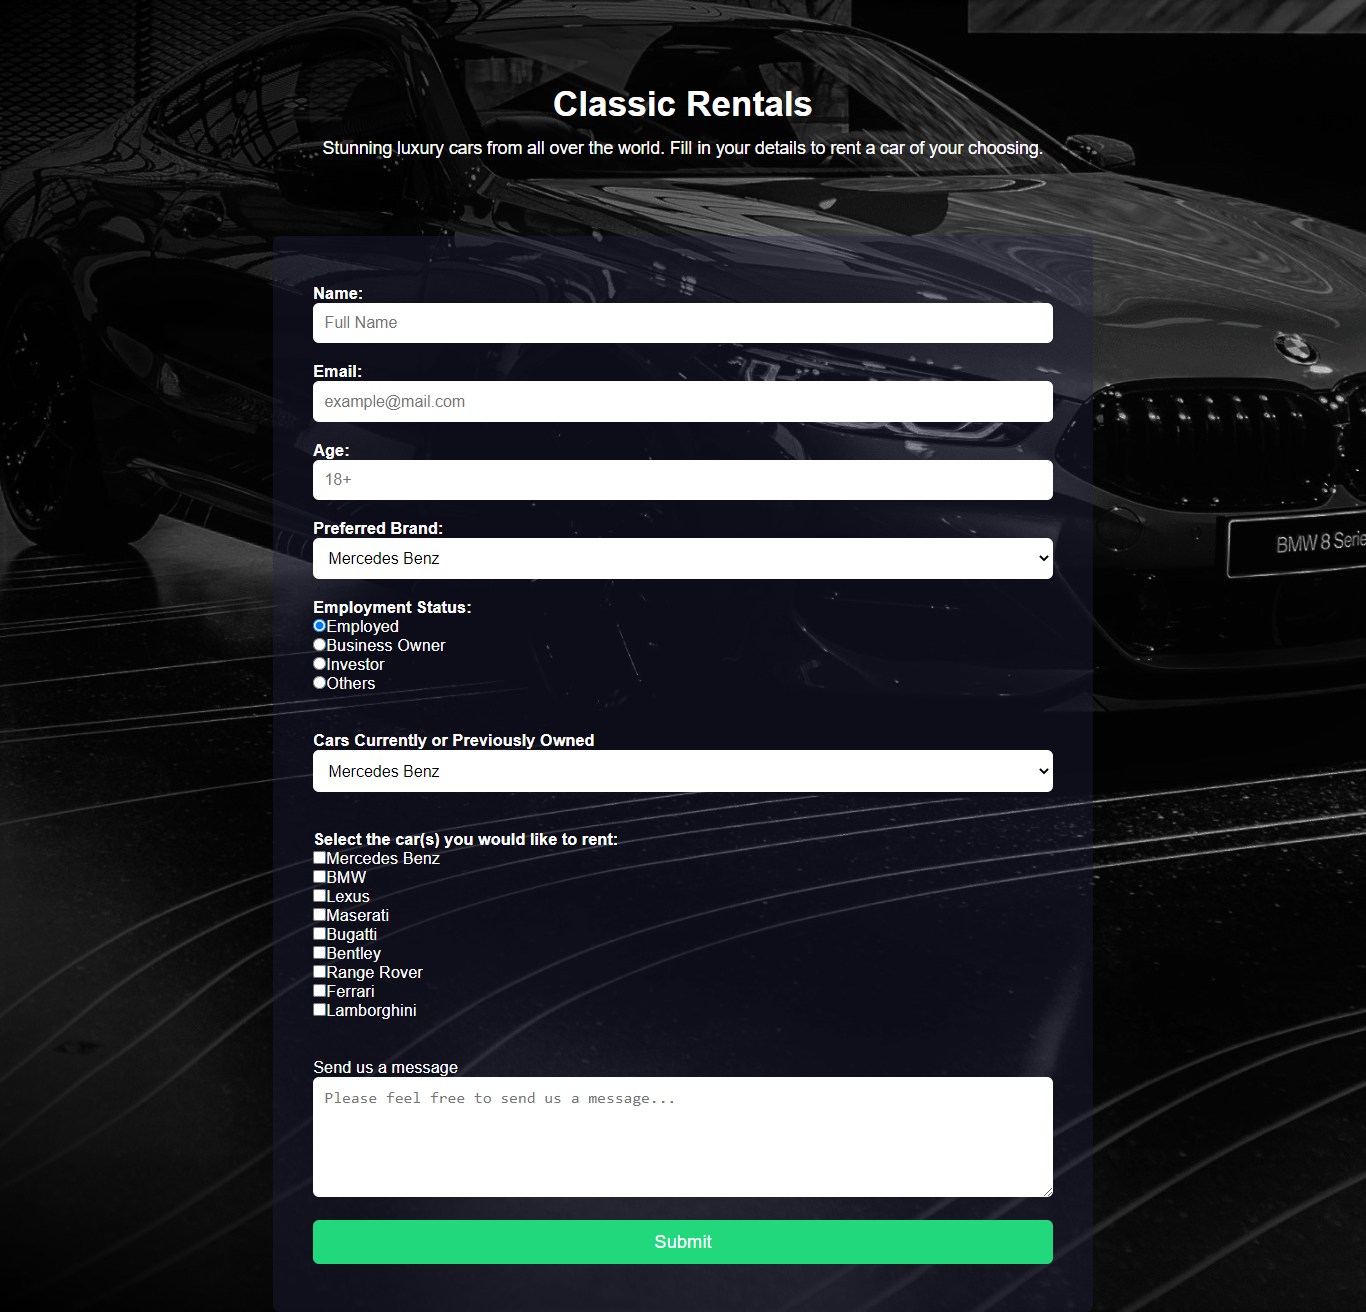 Classic Rentals
Stunning luxury cars from all over the world. Fill in your details to rent a car of your choosing.
Name:
Full Name
Email:
example@mail.com
Age:
18+
Preferred Brand:
Mercedes Benz
BMW 8 Serie
Employment Status:
Employed
Business Owner
Investor
Others
Cars Currently or Previously Owned
Mercedes Benz
Select the car(s) you would like to rent:
Mercedes Benz
BMW
Lexus
Maserati
Bugatti
Bentley
Range Rover
Ferrari
Lamborghini
Send us a message
Please feel free to send us a message...
Submit